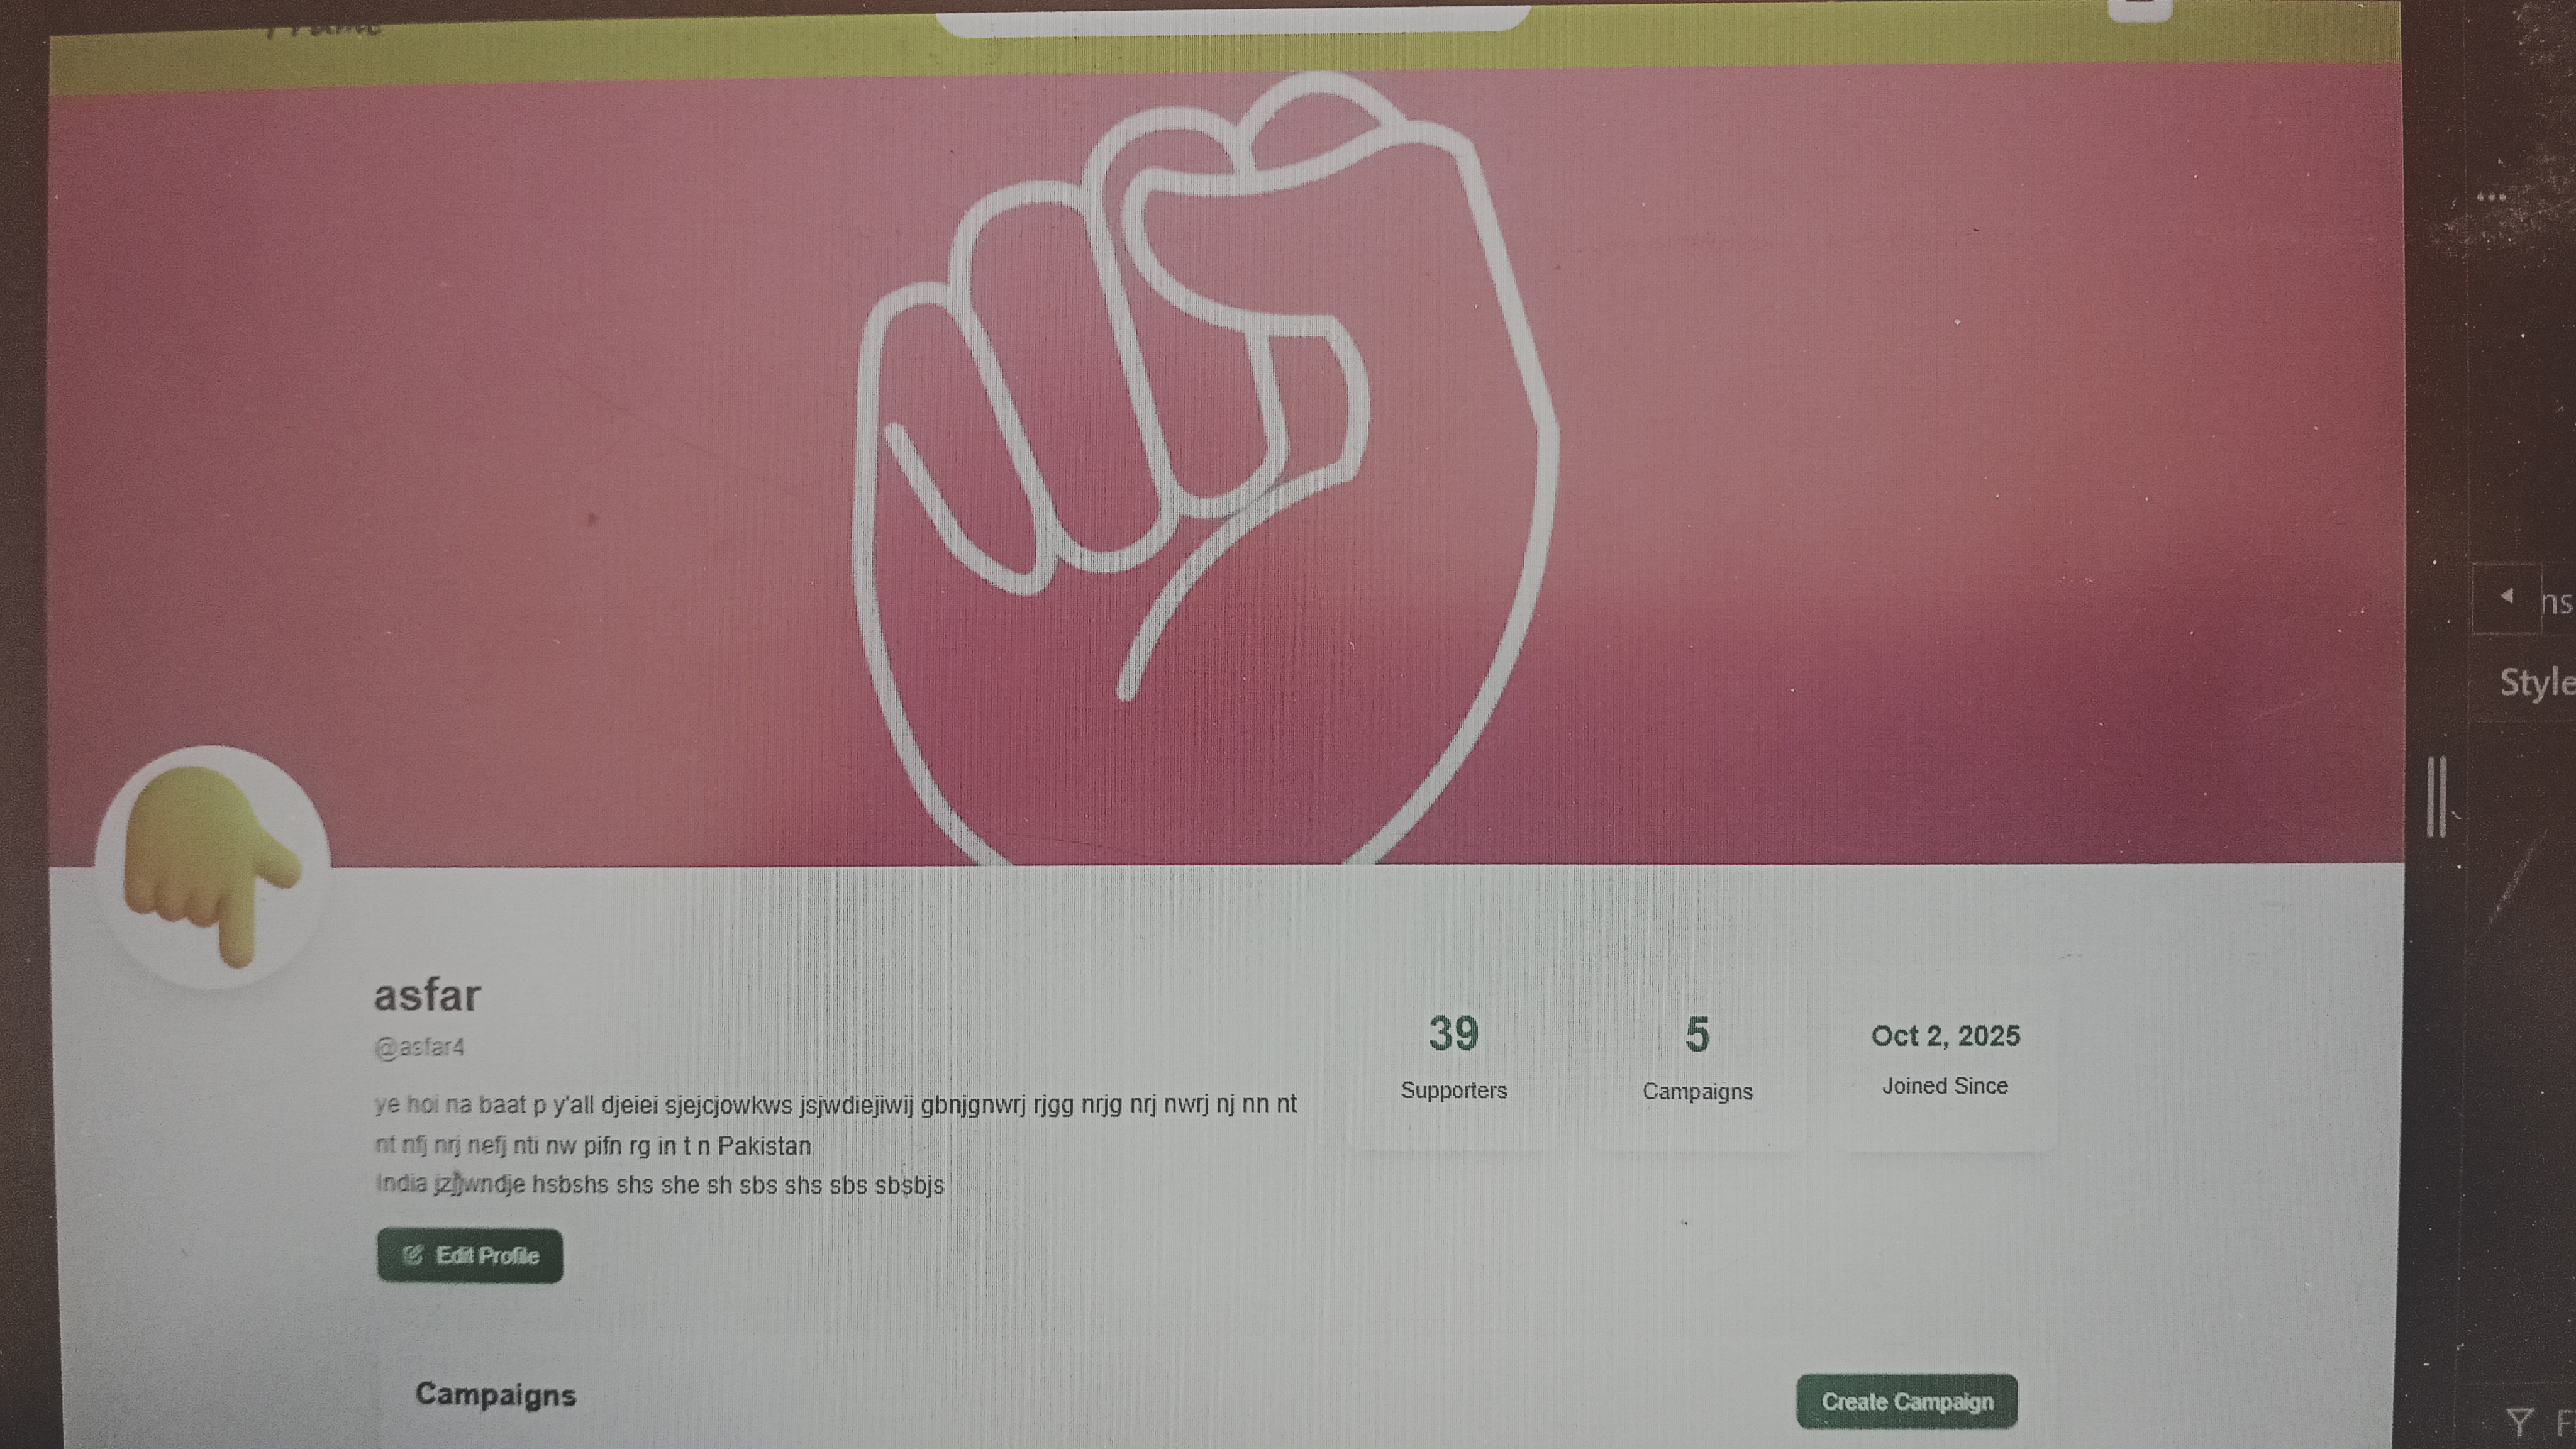 asfar
@asfar4
39
Supporters
5
Campaigns
Oct 2, 2025
Joined Since
ye hoi na baat p y'all djeiei sjejcjowkws jsjwdiejiwij gbnjgnwrj rjgg nrjg nrj nwrj nj nn nt
nt nfj nrj nefj nti nw pifn rg in t n Pakistan
India hsbshs shs she sh sbs shs sbs sbsbjs
Edit Profile
Campaigns
Create Campaign
Style